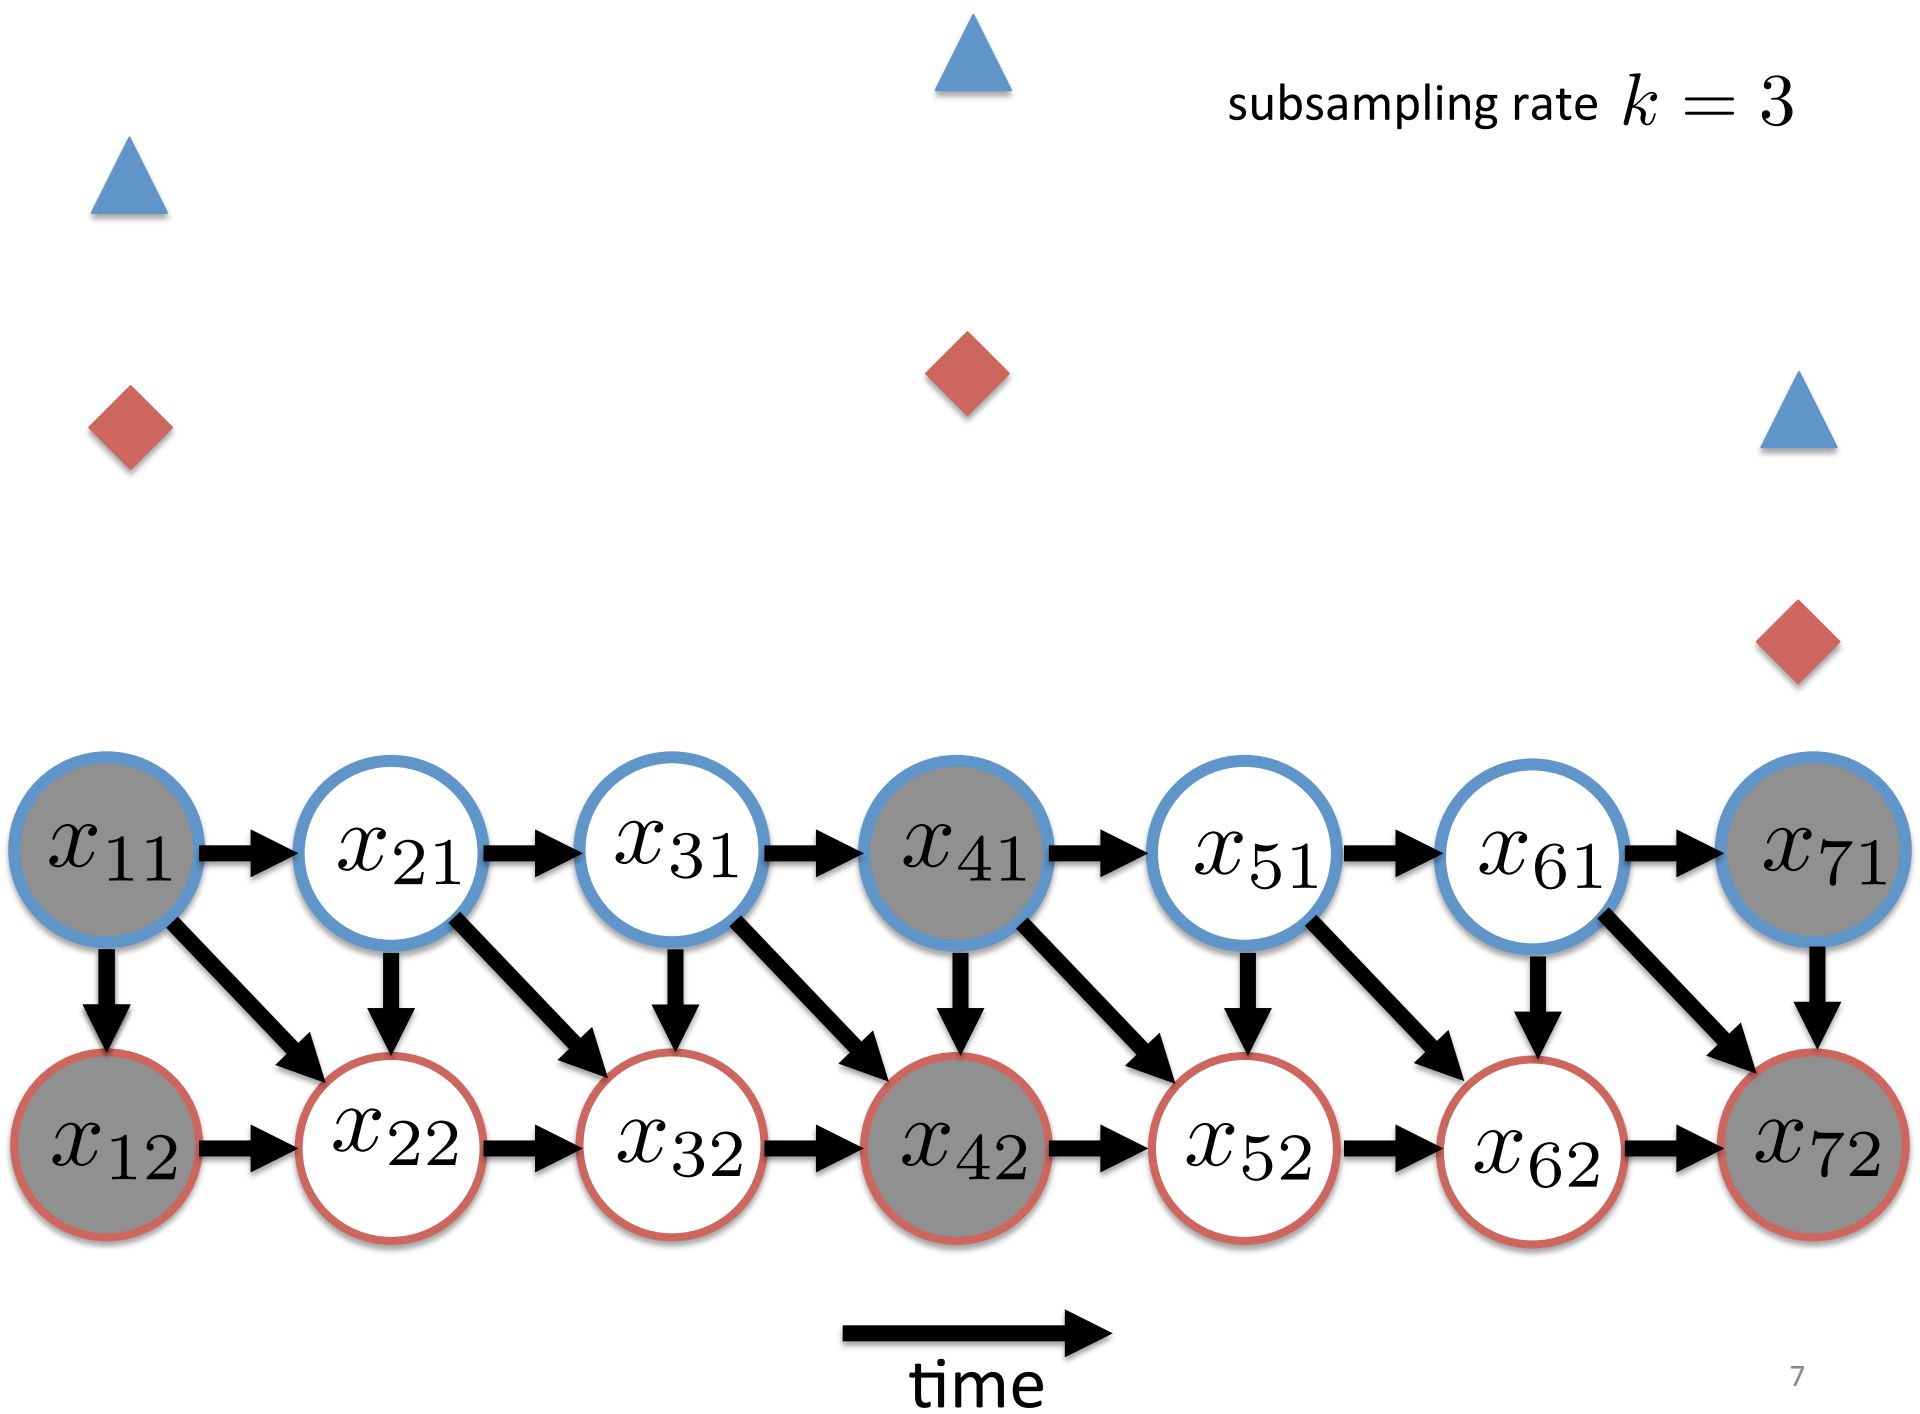 subsampling rate k = 3
x₁₁ x₂₁ x₃₁ x₄₁ x₅₁ x₆₁ x₇₁
x₁₂ x₂₂ x₃₂ x₄₂ x₅₂ x₆₂ x₇₂
time
7